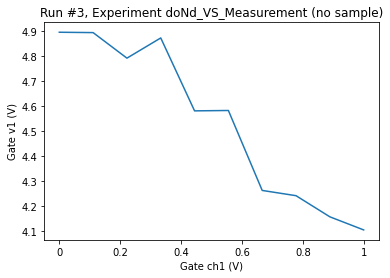 Run #3, Experiment doNd_VS_Measurement (no sample)
4.9
4.8
4.7
4.6
4.5
4.4
4.3
4.2
4.1
Gate v1 (V)
0 0.2 0.4 0.6 0.8 1
Gate ch1 (V)